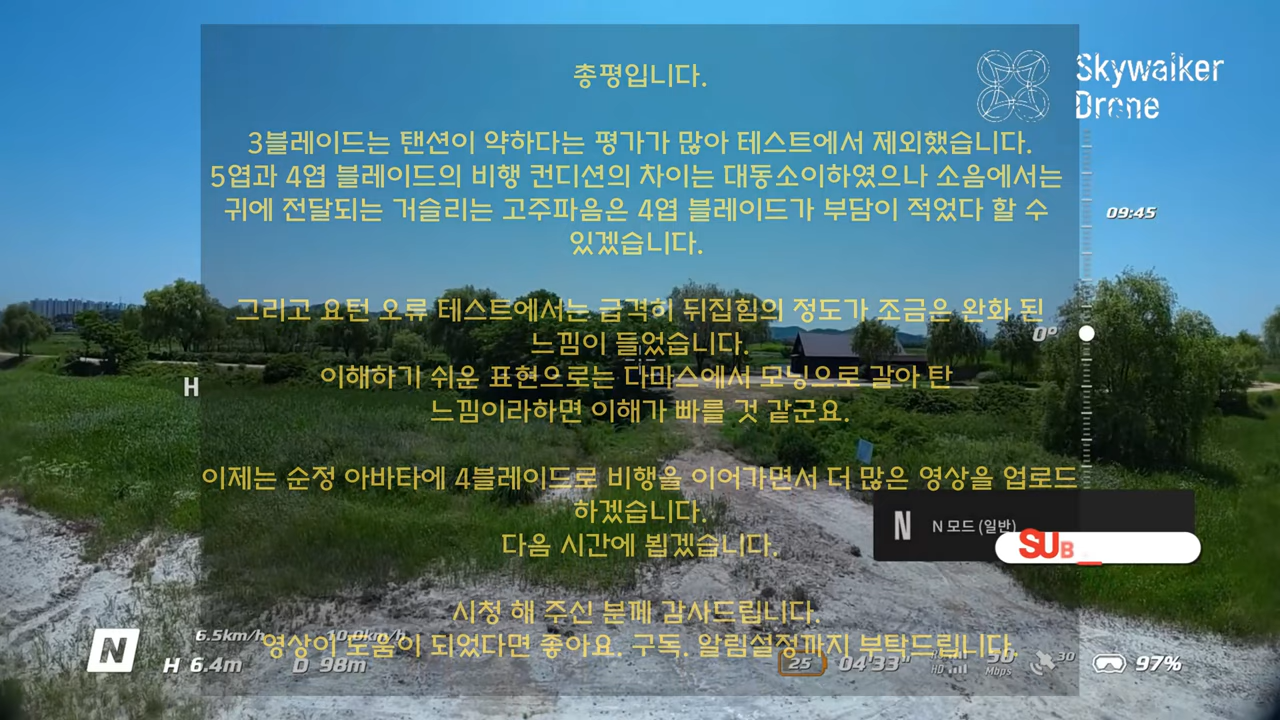 총평입니다.
Skywalker
Drone
3블레이드는 탠션이 약하다는 평가가 많아 테스트에서 제외했습니다.
5엽과 4엽 블레이드의 비행 컨디션의 차이는 대동소이하였으나 소음에서는
귀에 전달되는 거슬리는 고주파음은 4엽 블레이드가 부담이 적었다 할 수
있겠습니다.
09:45
그리고 요턴 오류 테스트에서는 급격히 뒤집힘의 정도가 조금은 완화 된
느낌이 들었습니다.
0°
이해하기 쉬운 표현으로는 다마스에서 모닝으로 갈아 탄
H
느낌이라하면 이해가 빠를 것 같군요.
이제는 순정 아바타에 4블레이드로 비행을 이어가면서 더 많은 영상을 업로드
하겠습니다.
N
N 모드 (일반)
SUB
다음 시간에 뵙겠습니다.
시청 해 주신 분께 감사드립니다.
6.5km/h
10.0km/h
영상이 도움이 되었다면 좋아요. 구독. 알림설정까지 부탁드립니다.
N
H 6.4m
D 98m
25
04'33"
HD
50
Mbps
30
97%